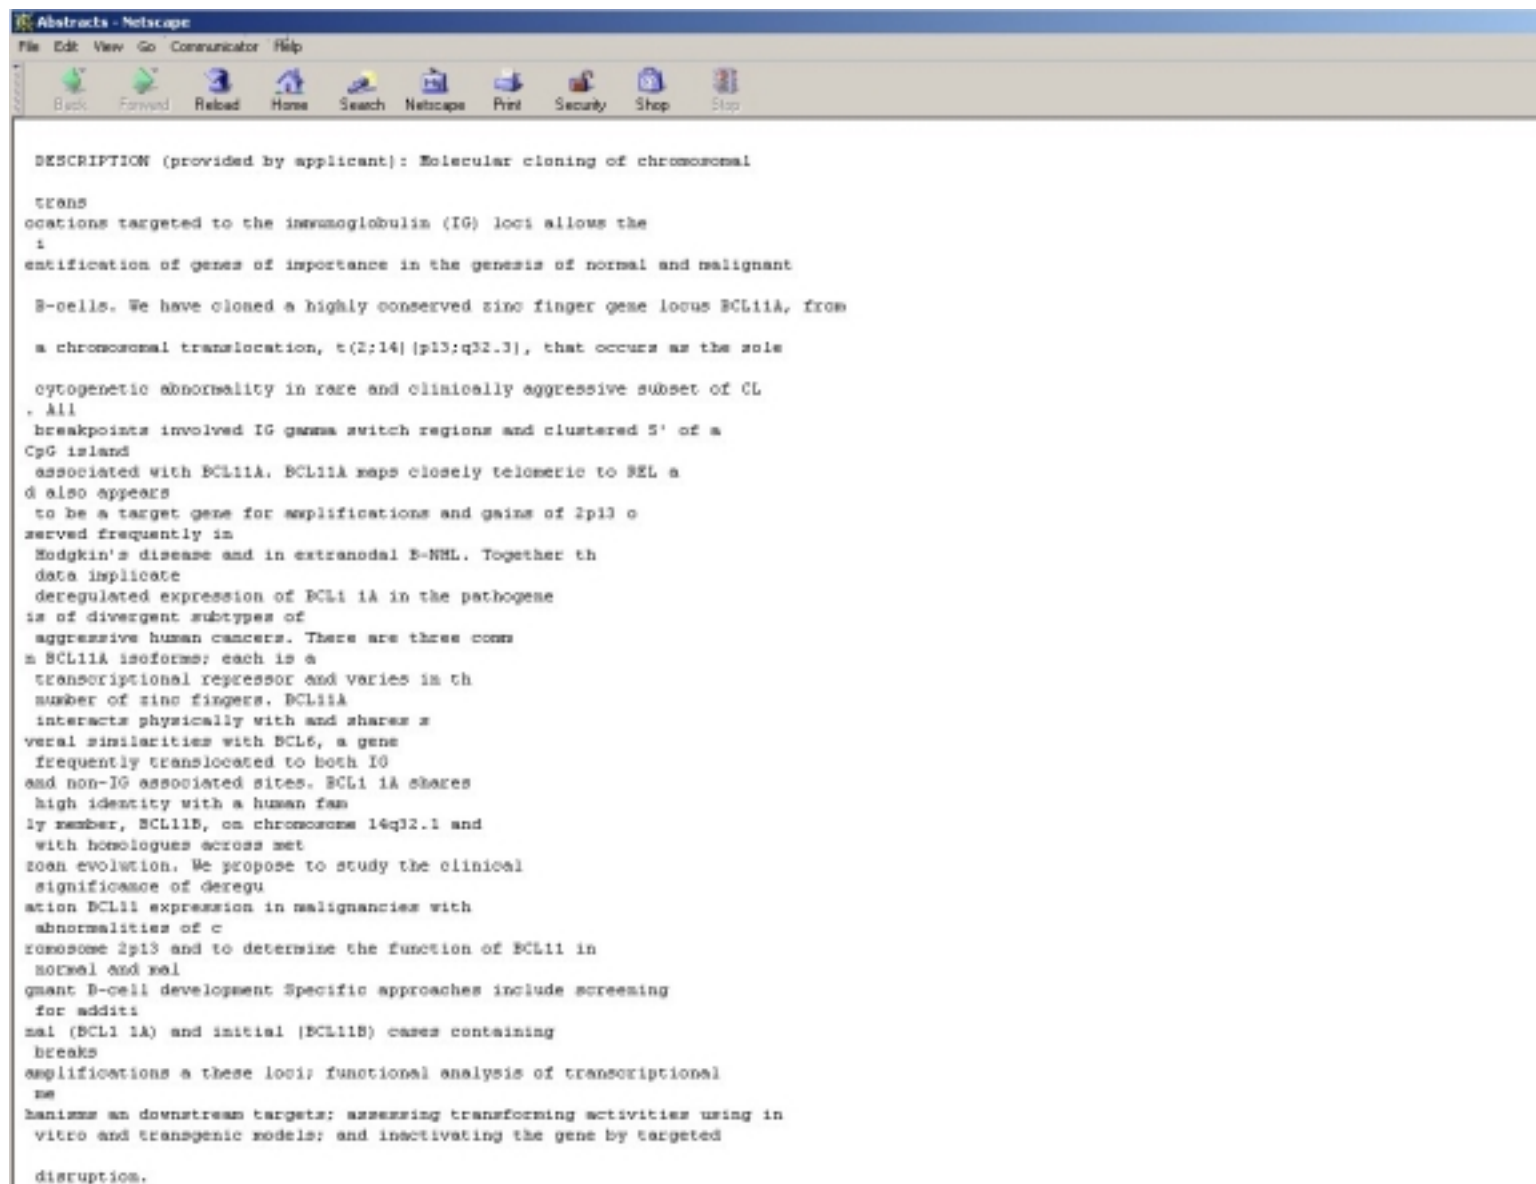 Abstracts - Netscape
File Edit View Go Communicator Help
Back Forward Reload Home Search Netscape Print Security Shop Stop
DESCRIPTION (provided by applicant): Molecular cloning of chromosomal
trans
ocations targeted to the immunoglobulin (IG) loci allows the
i
entification of genes of importance in the genesis of normal and malignant
B-cells. We have cloned a highly conserved zinc finger gene locus BCL11A, from
a chromosomal translocation, t(2;14)(p13;q32.3), that occurs as the sole
cytogenetic abnormality in rare and clinically aggressive subset of CL
. All
breakpoints involved IG gamma switch regions and clustered 5' of a
CpG island
associated with BCL11A. BCL11A maps closely telomeric to REL a
d also appears
to be a target gene for amplifications and gains of 2p13 o
served frequently in
Hodgkin's disease and in extranodal B-NHL. Together th
data implicate
deregulated expression of BCL1 1A in the pathogene
is of divergent subtypes of
aggressive human cancers. There are three comm
n BCL11A isoforms; each is a
transcriptional repressor and varies in th
number of zinc fingers. BCL11A
interacts physically with and shares s
veral similarities with BCL6, a gene
frequently translocated to both IG
and non-IG associated sites. BCL1 1A shares
high identity with a human fam
ly member, BCL11B, on chromosome 14q32.1 and
with homologues across met
zoan evolution. We propose to study the clinical
significance of deregu
ation BCL11 expression in malignancies with
abnormalities of c
romosome 2p13 and to determine the function of BCL11 in
normal and mal
gnant B-cell development Specific approaches include screening
for additi
nal (BCL1 1A) and initial (BCL11B) cases containing
breaks
amplifications a these loci; functional analysis of transcriptional
me
hanisms an downstream targets; assessing transforming activities using in
vitro and transgenic models; and inactivating the gene by targeted
disruption.